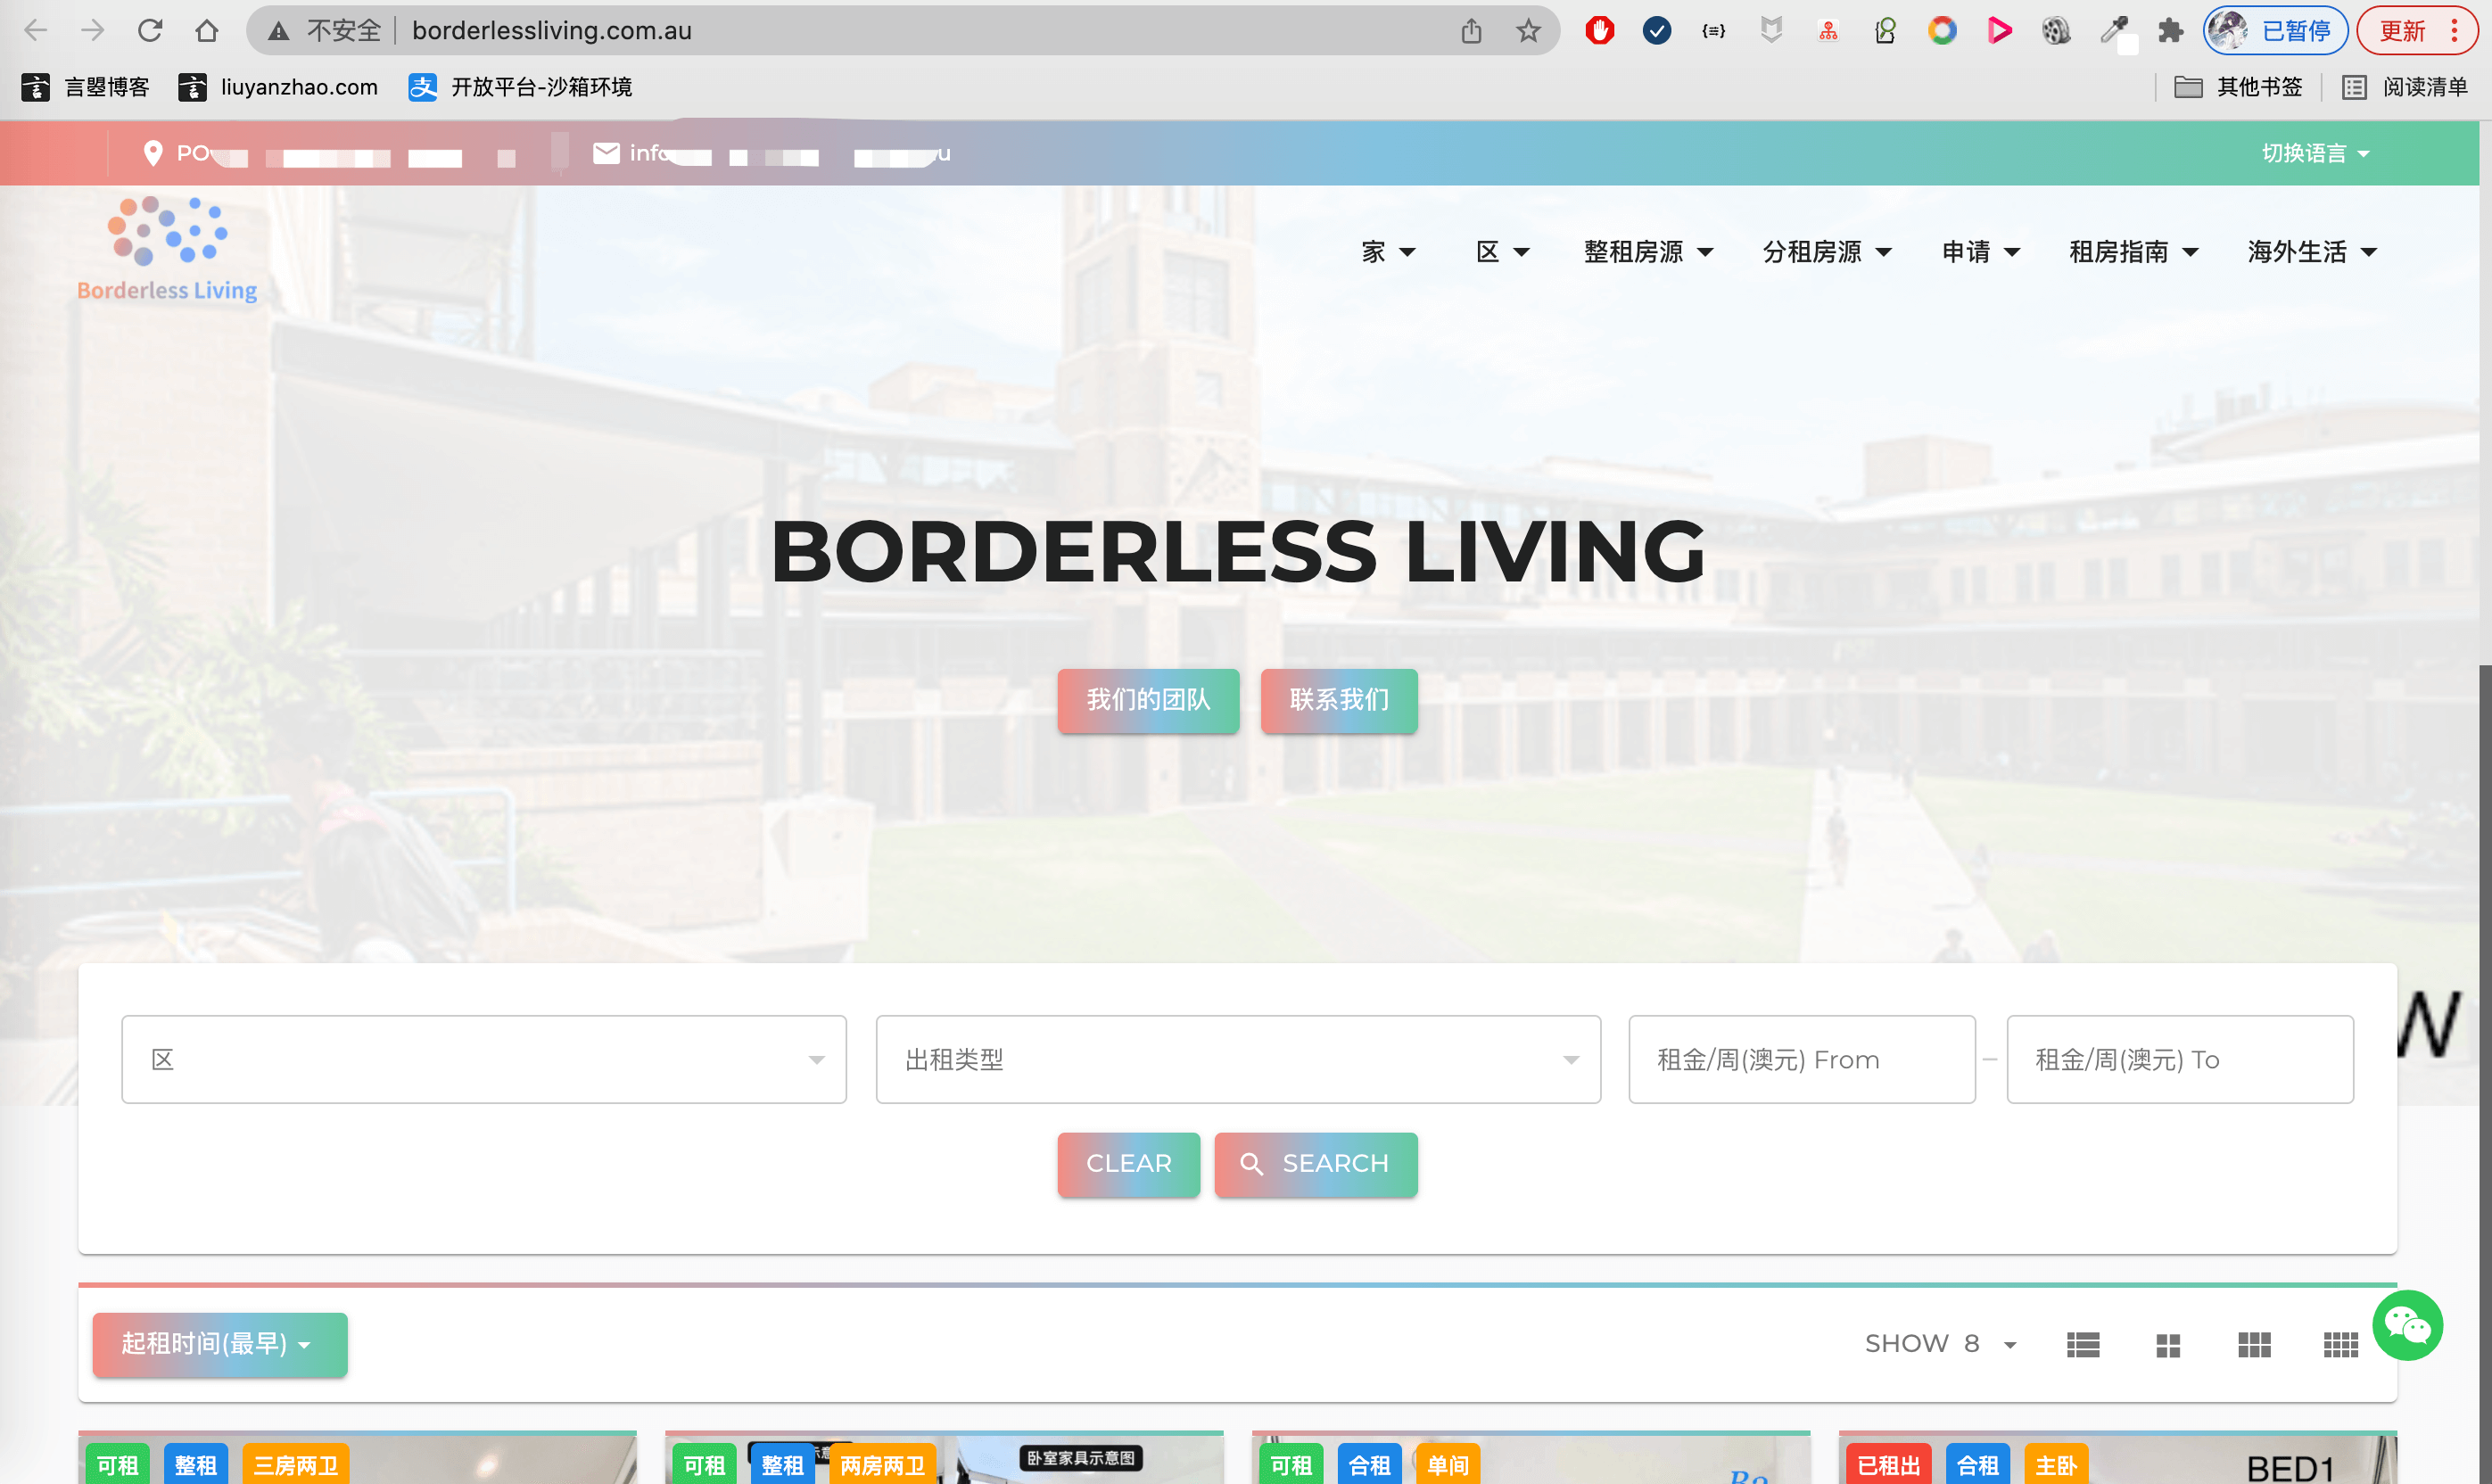 不安全 borderlessliving.com.au 已暂停 更新
言曌博客 liuyanzhao.com 开放平台-沙箱环境 其他书签 阅读清单
切换语言
Borderless Living
家 区 整租房源 分租房源 申请 租房指南 海外生活
BORDERLESS LIVING
我们的团队 联系我们
W
区 出租类型 租金/周(澳元) From – 租金/周(澳元) To
CLEAR SEARCH
起租时间(最早) SHOW 8
可租 整租 三房两卫 可租 整租 两房两卫 卧室家具示意图 可租 合租 单间 已租出 合租 主卧 BED1